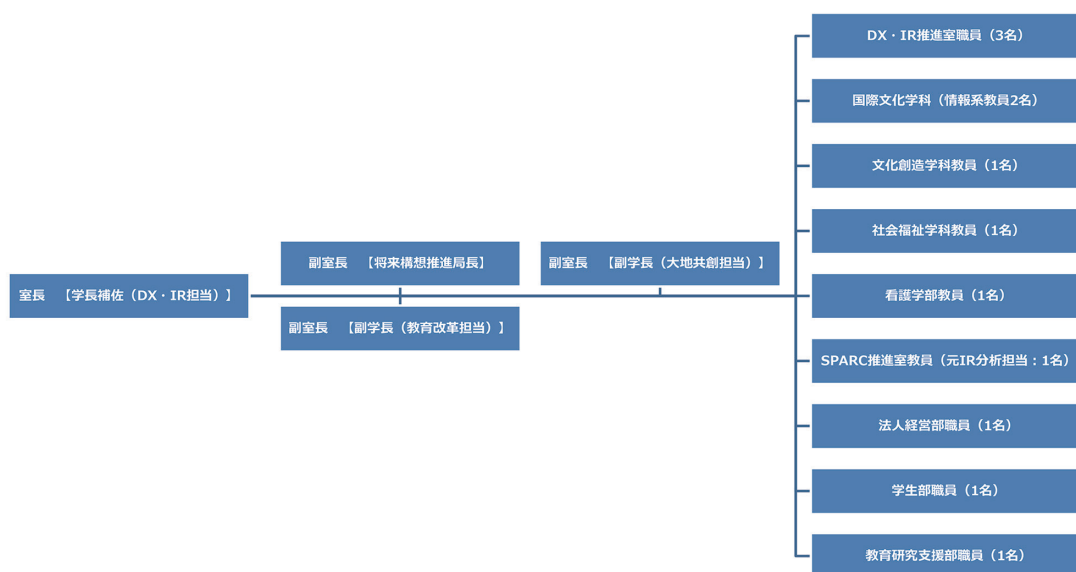 室長　【学長補佐（DX・IR担当）】
副室長　【将来構想推進局長】
副室長　【副学長（教育改革担当）】
副室長　【副学長（大地共創担当）】
DX・IR推進室職員（3名）
国際文化学科（情報系教員2名）
文化創造学科教員（1名）
社会福祉学科教員（1名）
看護学部教員（1名）
SPARC推進室教員（元IR分析担当：1名）
法人経営部職員（1名）
学生部職員（1名）
教育研究支援部職員（1名）